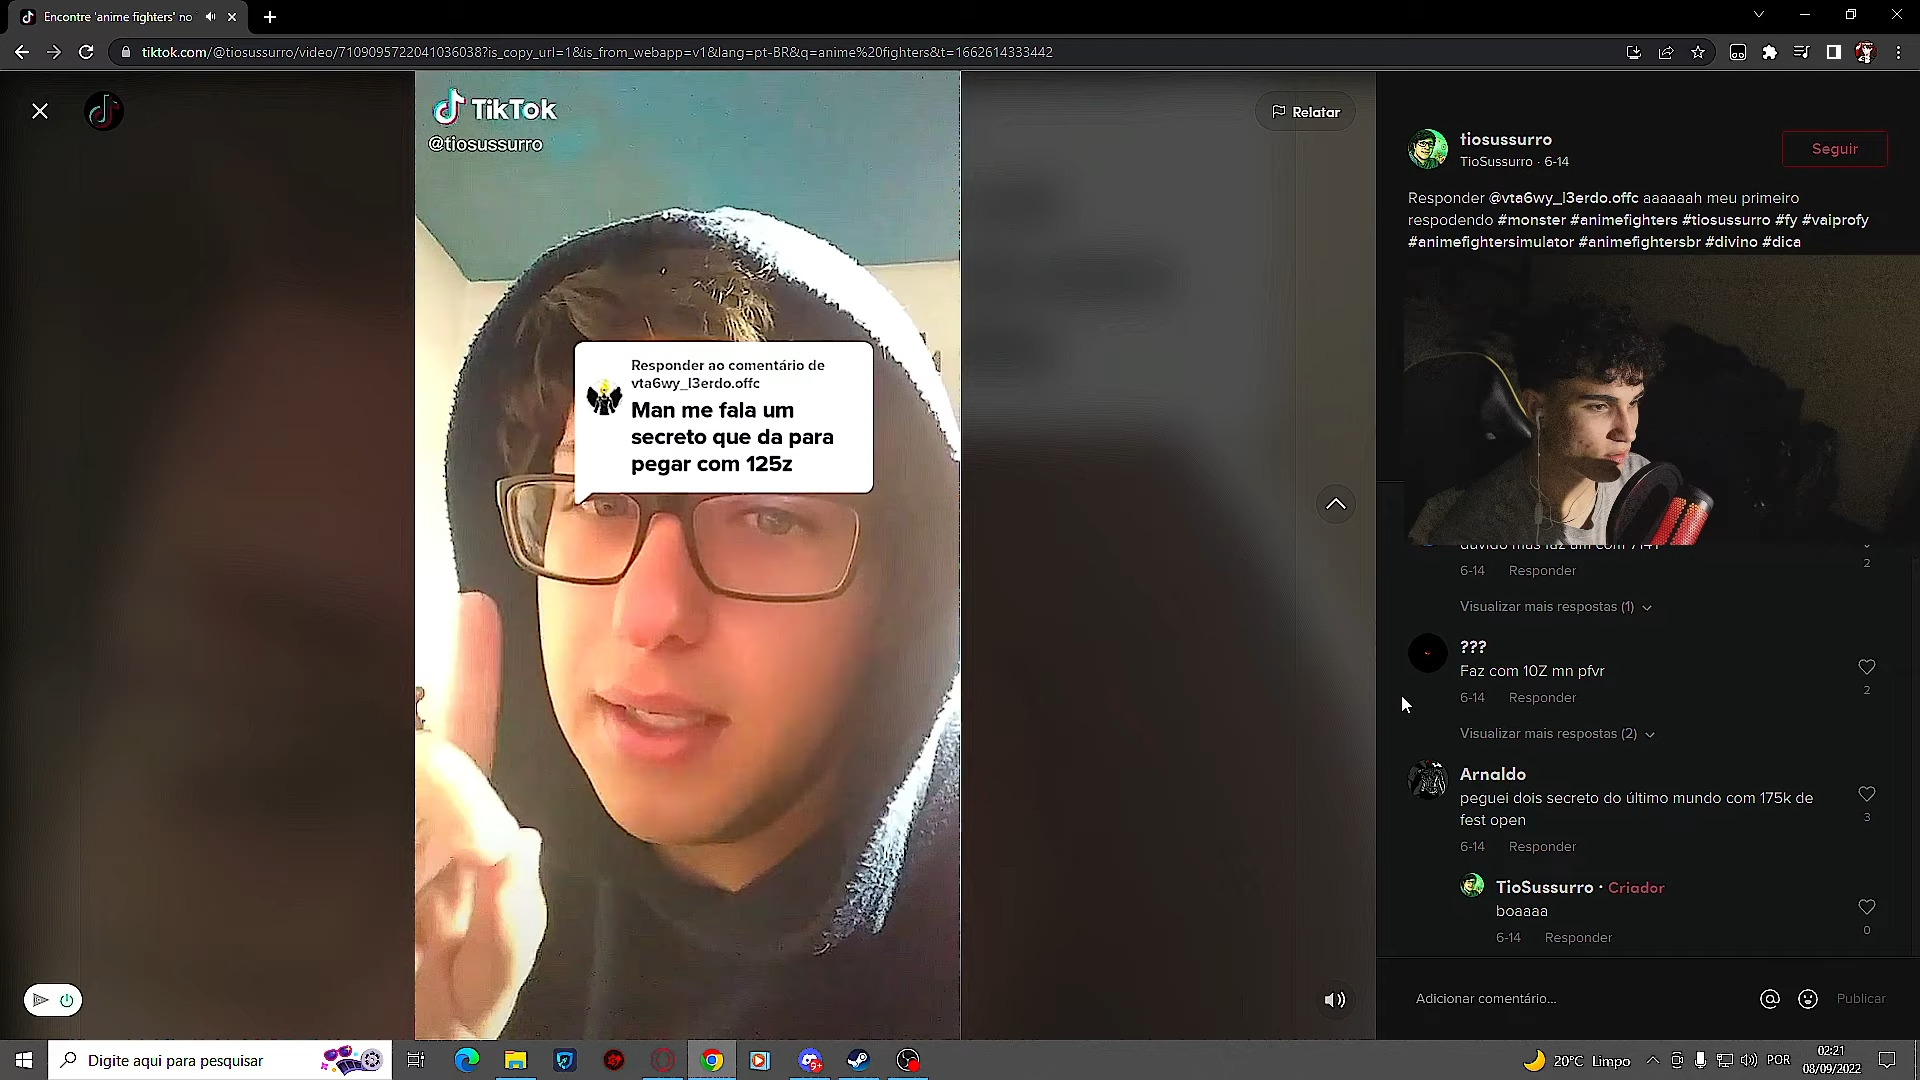 Encontre 'anime fighters' no
tiktok.com/@tiosussurro/video/7109095722041036038?is_copy_url=1&is_from_webapp=v1&lang=pt-BR&q=anime%20fighters&t=1662614333442
TikTok
@tiosussurro
Relatar
Responder ao comentário de
vta6wy_l3erdo.offc
Man me fala um
secreto que da para
pegar com 125z
tiosussurro
TioSussurro · 6-14
Seguir
Responder @vta6wy_l3erdo.offc aaaaaah meu primeiro
respodendo #monster #animefighters #tiosussurro #fy #vaiprofy
#animefightersimulator #animefightersbr #divino #dica
2
6-14 Responder
Visualizar mais respostas (1)
???
Faz com 10Z mn pfvr
2
6-14 Responder
Visualizar mais respostas (2)
Arnaldo
peguei dois secreto do último mundo com 175k de
fest open
3
6-14 Responder
TioSussurro · Criador
boaaaa
0
6-14 Responder
Adicionar comentário...
Publicar
Digite aqui para pesquisar
9+
20°C Limpo
POR
02:21
08/09/2022